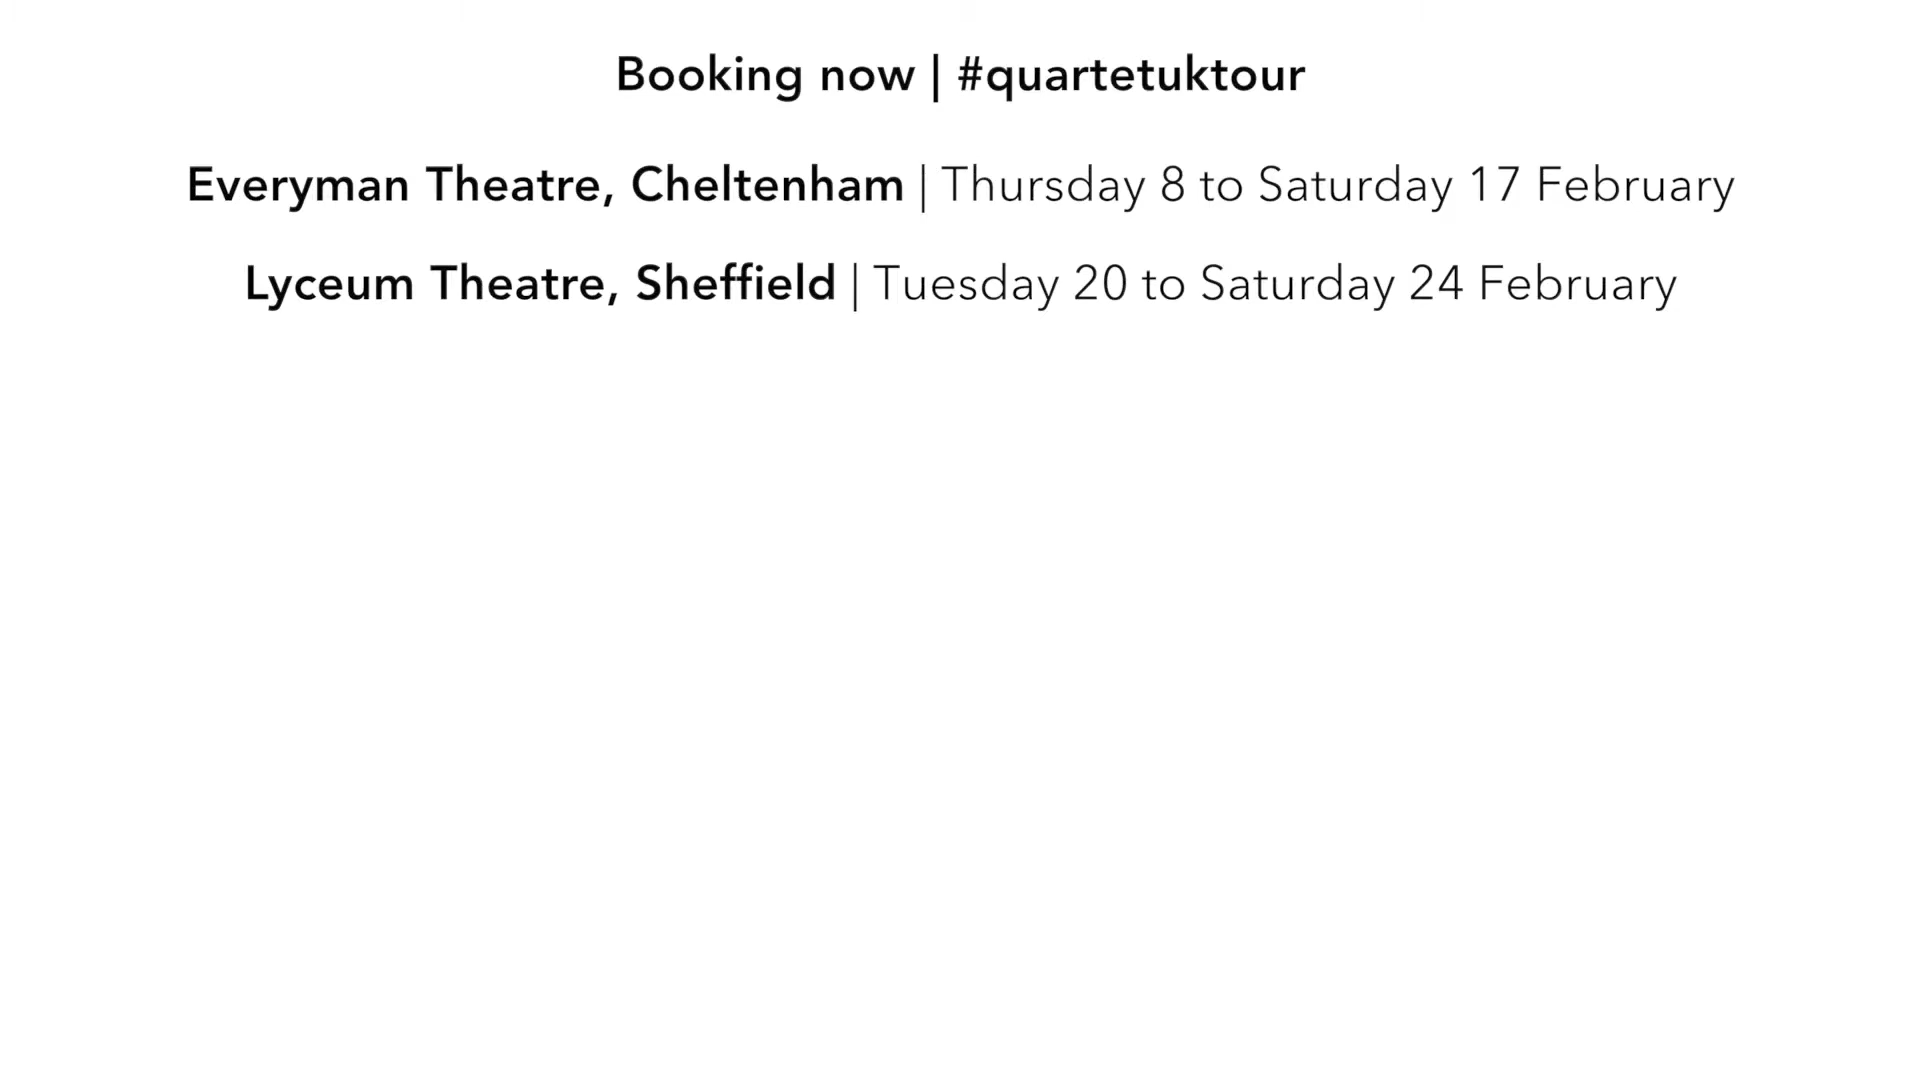 Booking now | #quartetuktour
Everyman Theatre, Cheltenham | Thursday 8 to Saturday 17 February
Lyceum Theatre, Sheffield | Tuesday 20 to Saturday 24 February